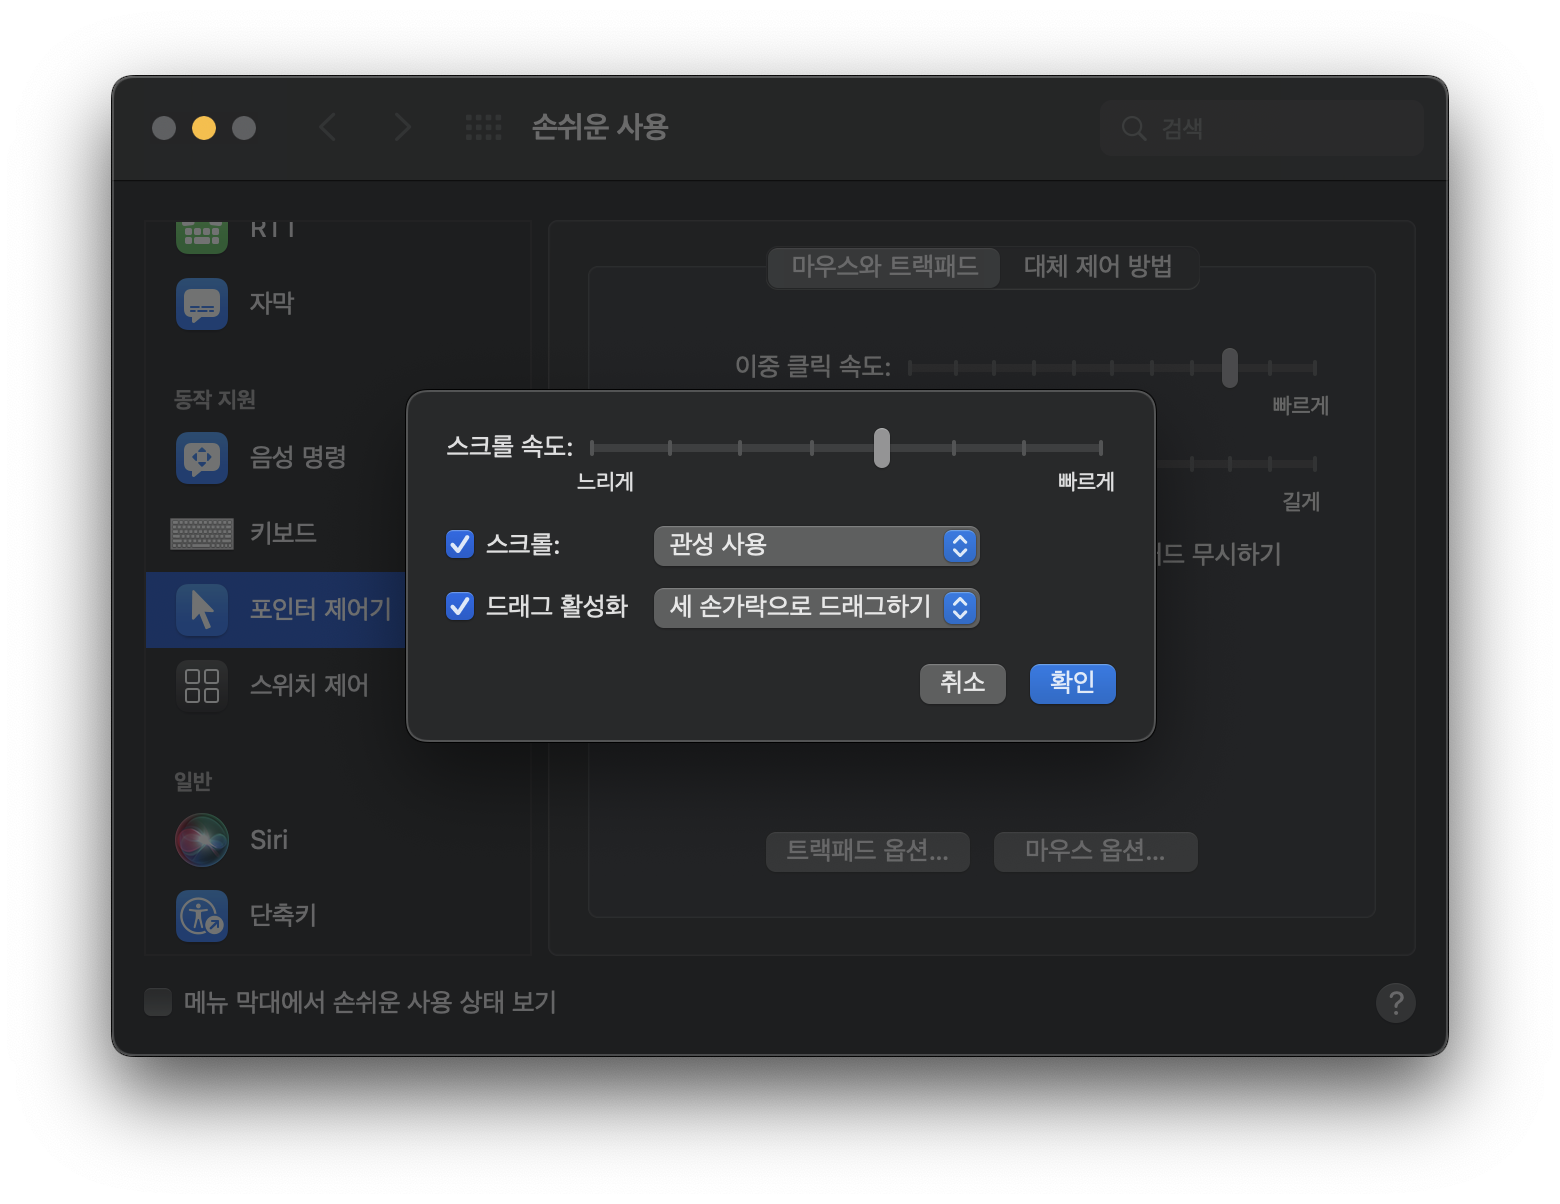 손쉬운 사용
검색
RTT
자막
동작 지원
음성 명령
키보드
포인터 제어기
스위치 제어
일반
Siri
단축키
마우스와 트랙패드
대체 제어 방법
이중 클릭 속도:
빠르게
길게
무시하기
스크롤 속도:
느리게
빠르게
스크롤:
관성 사용
드래그 활성화
세 손가락으로 드래그하기
취소
확인
트랙패드 옵션...
마우스 옵션...
메뉴 막대에서 손쉬운 사용 상태 보기
?